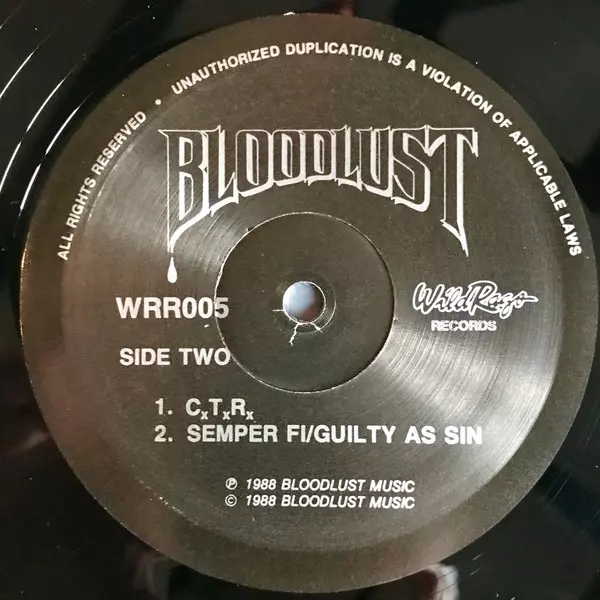 ALL RIGHTS RESERVED • UNAUTHORIZED DUPLICATION IS A VIOLATION OF APPLICABLE LAWS
BLOODLUST
WRR005
Wild Rags
RECORDS
SIDE TWO
1. CxTxRx
2. SEMPER FI/GUILTY AS SIN
℗ 1988 BLOODLUST MUSIC
© 1988 BLOODLUST MUSIC